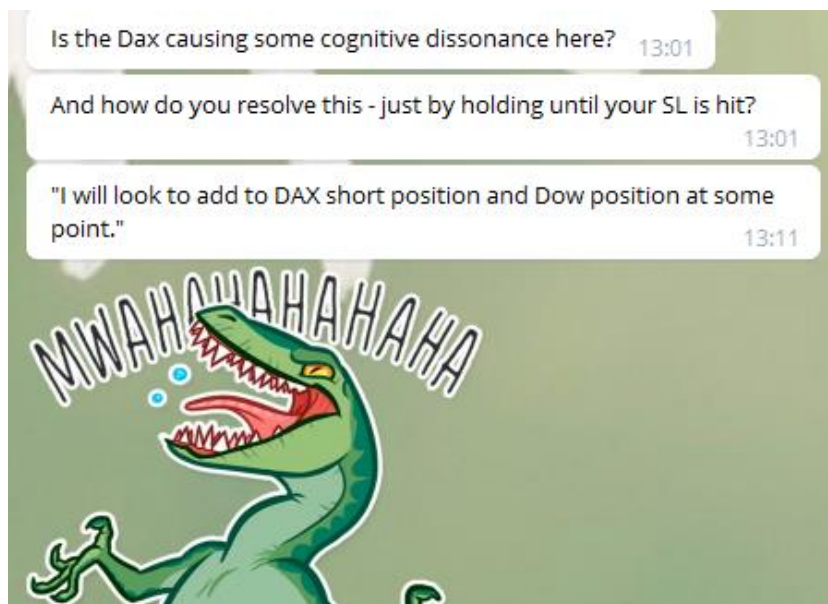 Is the Dax causing some cognitive dissonance here?
13:01
And how do you resolve this - just by holding until your SL is hit?
13:01
"I will look to add to DAX short position and Dow position at some
point."
13:11
MWAHAHAHAHAHA